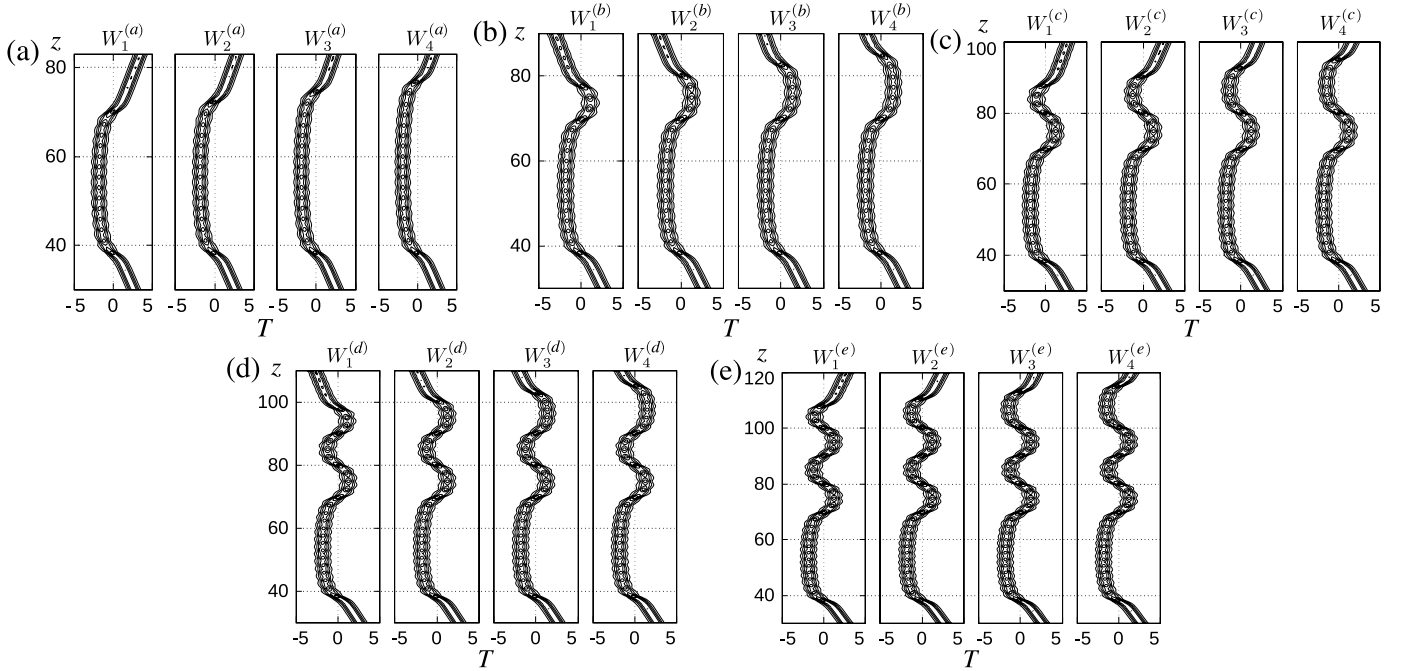 (a) z W₁⁽ᵃ⁾ W₂⁽ᵃ⁾ W₃⁽ᵃ⁾ W₄⁽ᵃ⁾
80
60
40
-5 0 5 -5 0 5 -5 0 5 -5 0 5
T
(b) z W₁⁽ᵇ⁾ W₂⁽ᵇ⁾ W₃⁽ᵇ⁾ W₄⁽ᵇ⁾
80
60
40
-5 0 5 -5 0 5 -5 0 5 -5 0 5
T
(c) z W₁⁽ᶜ⁾ W₂⁽ᶜ⁾ W₃⁽ᶜ⁾ W₄⁽ᶜ⁾
100
80
60
40
-5 0 5 -5 0 5 -5 0 5 -5 0 5
T
(d) z W₁⁽ᵈ⁾ W₂⁽ᵈ⁾ W₃⁽ᵈ⁾ W₄⁽ᵈ⁾
100
80
60
40
-5 0 5 -5 0 5 -5 0 5 -5 0 5
T
(e) z W₁⁽ᵉ⁾ W₂⁽ᵉ⁾ W₃⁽ᵉ⁾ W₄⁽ᵉ⁾
120
100
80
60
40
-5 0 5 -5 0 5 -5 0 5 -5 0 5
T